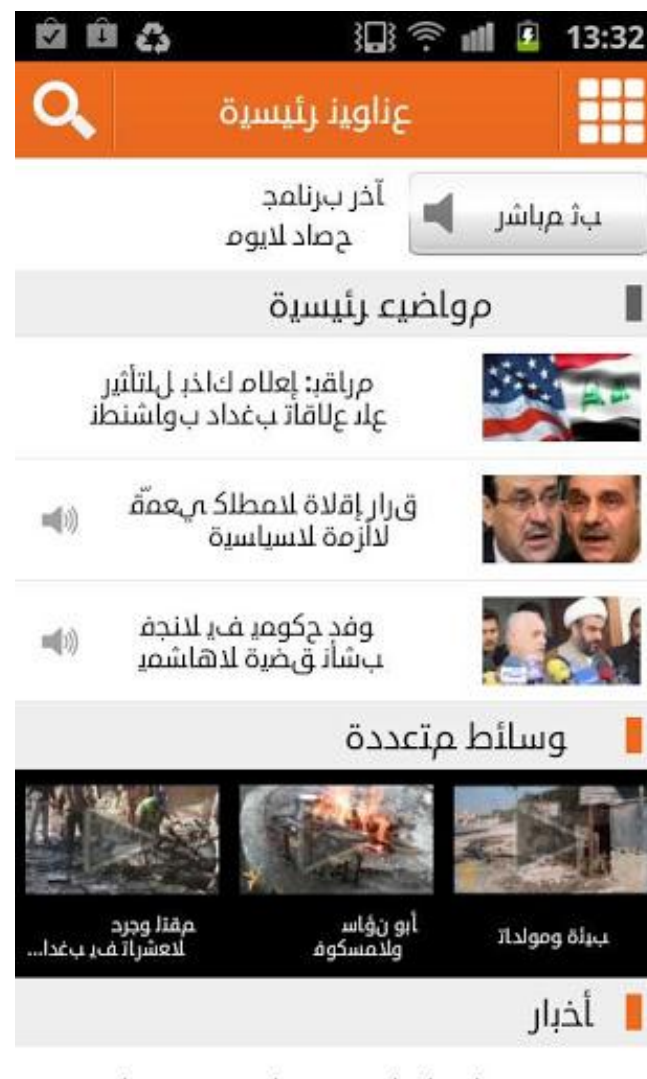 13:32
عناوين رئيسية
بث مباشر
آخر برنامج
حصاد اليوم
مواضيع رئيسية
مراقب: إعلام كاذب للتأثير
على علاقات بغداد بواشنطن
قرار إقالة المطلك يعمّق
الأزمة السياسية
وفد حكومي في النجف
بشأن قضية الهاشمي
وسائط متعددة
بيئة ومولدات
أبو نؤاس
والمسكوف
مقتل وجرح
العشرات في بغدا...
أخبار